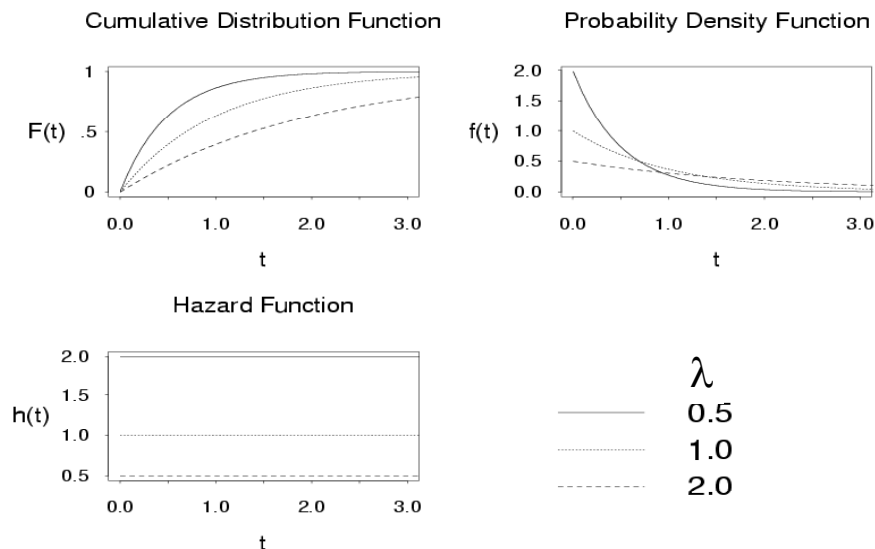 Cumulative Distribution Function
1
.5
0
F(t)
0.0 1.0 2.0 3.0
t
Probability Density Function
2.0
1.5
1.0
0.5
0.0
f(t)
0.0 1.0 2.0 3.0
t
Hazard Function
2.0
1.5
1.0
0.5
h(t)
0.0 1.0 2.0 3.0
t
λ
0.5
1.0
2.0